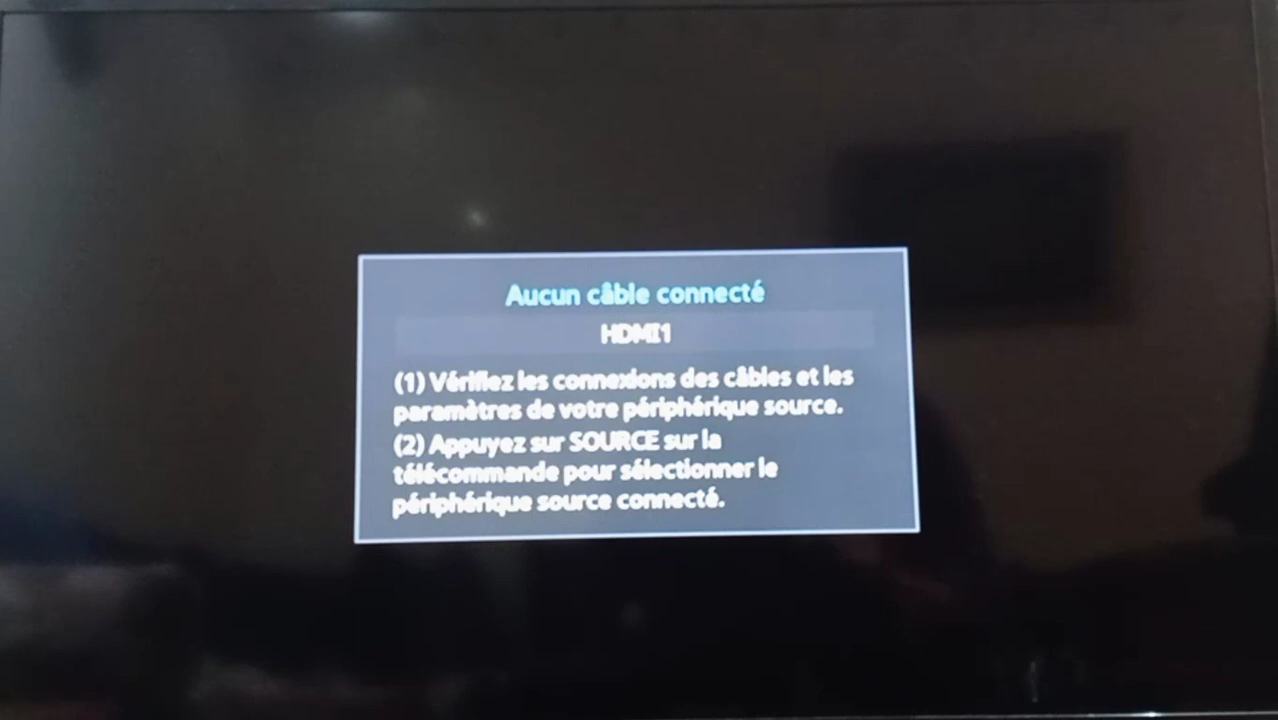 Aucun câble connecté
HDMI1
(1) Vérifiez les connexions des câbles et les
paramètres de votre périphérique source.
(2) Appuyez sur SOURCE sur la
télécommande pour sélectionner le
périphérique source connecté.